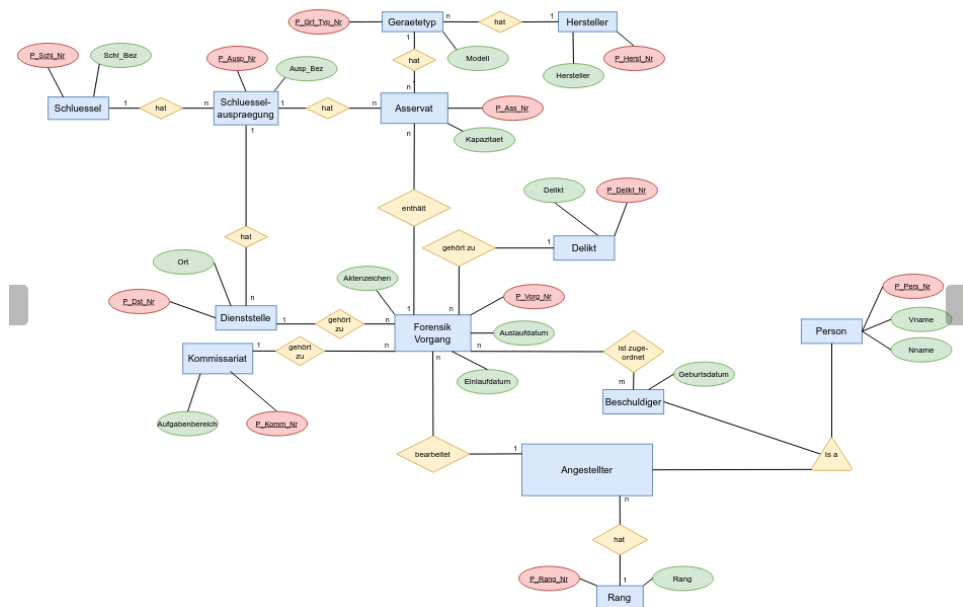 P_Grt_Typ_Nr
Geraetetyp
n
hat
1
Hersteller
1
Modell
Hersteller
P_Herst_Nr
P_Schl_Nr
Schl_Bez
P_Ausp_Nr
Ausp_Bez
hat
n
Schluessel
1
hat
n
Schluessel-
auspraegung
1
hat
n
Asservat
P_Ass_Nr
Kapazitaet
1
n
enthält
Delikt
P_Delikt_Nr
hat
gehört zu
1
Delikt
Ort
Aktenzeichen
P_Dst_Nr
n
Dienststelle
1
gehört
zu
n
1
n
Forensik
Vorgang
P_Vorg_Nr
Auslaufdatum
Einlaufdatum
P_Pers_Nr
Vname
Nname
Person
Kommissariat
1
gehört
zu
n
n
n
ist zuge-
ordnet
m
Geburtsdatum
Beschuldiger
Aufgabenbereich
P_Komm_Nr
bearbeitet
1
Angestellter
Is a
n
hat
1
P_Rang_Nr
Rang
Rang